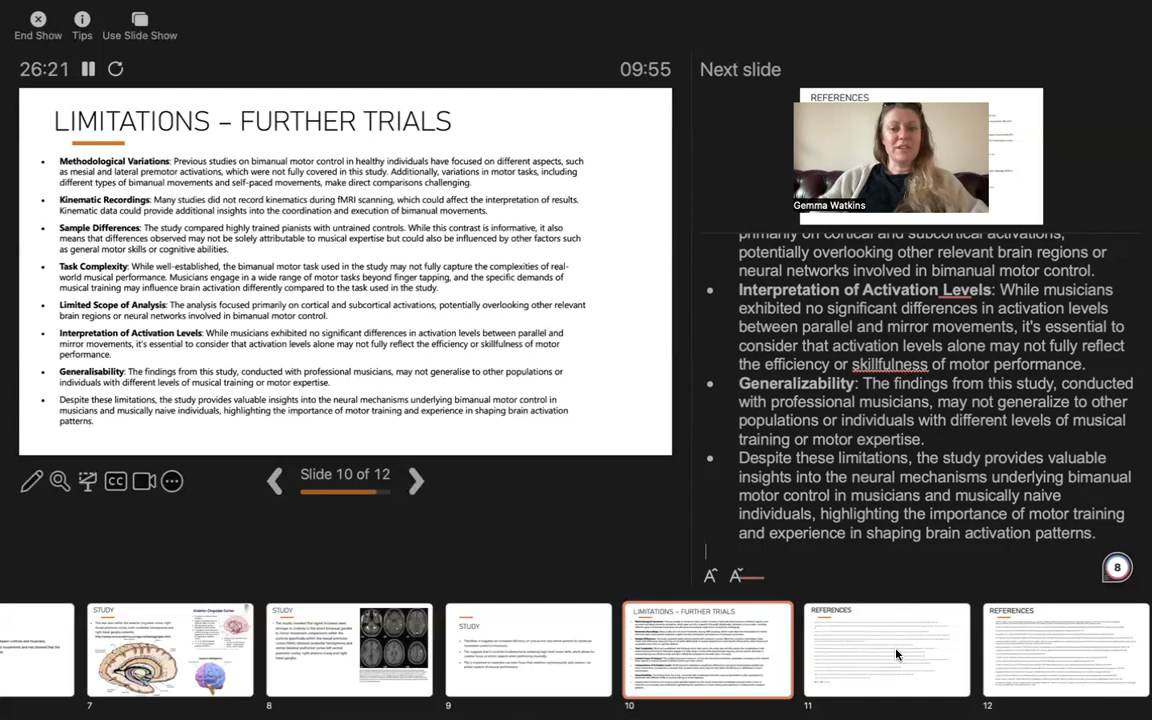 End Show Tips Use Slide Show
26:21 09:55 Next slide
LIMITATIONS – FURTHER TRIALS
• Methodological Variations: Previous studies on bimanual motor control in healthy individuals have focused on different aspects, such
as mesial and lateral premotor activations, which were not fully covered in this study. Additionally, variations in motor tasks, including
different types of bimanual movements and self-paced movements, make direct comparisons challenging.
• Kinematic Recordings: Many studies did not record kinematics during fMRI scanning, which could affect the interpretation of results.
Kinematic data could provide additional insights into the coordination and execution of bimanual movements.
• Sample Differences: The study compared highly trained pianists with untrained controls. While this contrast is informative, it also
means that differences observed may not be solely attributable to musical expertise but could also be influenced by other factors such
as general motor skills or cognitive abilities.
• Task Complexity: While well-established, the bimanual motor task used in the study may not fully capture the complexities of real-
world musical performance. Musicians engage in a wide range of motor tasks beyond finger tapping, and the specific demands of
musical training may influence brain activation differently compared to the task used in the study.
• Limited Scope of Analysis: The analysis focused primarily on cortical and subcortical activations, potentially overlooking other relevant
brain regions or neural networks involved in bimanual motor control.
• Interpretation of Activation Levels: While musicians exhibited no significant differences in activation levels between parallel and
mirror movements, it's essential to consider that activation levels alone may not fully reflect the efficiency or skillfulness of motor
performance.
• Generalisability: The findings from this study, conducted with professional musicians, may not generalise to other populations or
individuals with different levels of musical training or motor expertise.
• Despite these limitations, the study provides valuable insights into the neural mechanisms underlying bimanual motor control in
musicians and musically naive individuals, highlighting the importance of motor training and experience in shaping brain activation
patterns.
Slide 10 of 12
CC
REFERENCES
Gemma Watkins
primarily on cortical and subcortical activations,
potentially overlooking other relevant brain regions or
neural networks involved in bimanual motor control.
• Interpretation of Activation Levels: While musicians
exhibited no significant differences in activation levels
between parallel and mirror movements, it's essential to
consider that activation levels alone may not fully reflect
the efficiency or skillfulness of motor performance.
• Generalizability: The findings from this study, conducted
with professional musicians, may not generalize to other
populations or individuals with different levels of musical
training or motor expertise.
• Despite these limitations, the study provides valuable
insights into the neural mechanisms underlying bimanual
motor control in musicians and musically naive
individuals, highlighting the importance of motor training
and experience in shaping brain activation patterns.
A A
8
STUDY
STUDY
STUDY
LIMITATIONS – FURTHER TRIALS
REFERENCES
REFERENCES
7 8 9 10 11 12